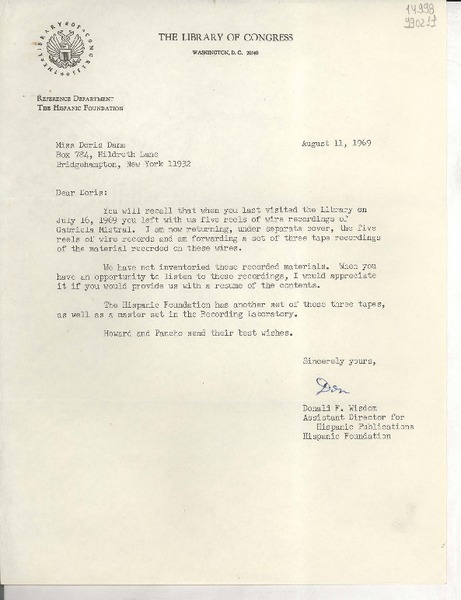 14998
990217
THE LIBRARY OF CONGRESS
WASHINGTON, D.C. 20540
REFERENCE DEPARTMENT
THE HISPANIC FOUNDATION
August 11, 1969
Miss Doris Dana
Box 784, Hildreth Lane
Bridgehampton, New York 11932
Dear Doris:
You will recall that when you last visited the Library on
July 16, 1969 you left with us five reels of wire recordings of
Gabriela Mistral. I am now returning, under separate cover, the five
reels of wire records and am forwarding a set of three tape recordings
of the material recorded on these wires.
We have not inventoried these recorded materials. When you
have an opportunity to listen to these recordings, I would appreciate
it if you would provide us with a resume of the contents.
The Hispanic Foundation has another set of these three tapes,
as well as a master set in the Recording Laboratory.
Howard and Pancho send their best wishes.
Sincerely yours,
Don
Donald F. Wisdom
Assistant Director for
Hispanic Publications
Hispanic Foundation